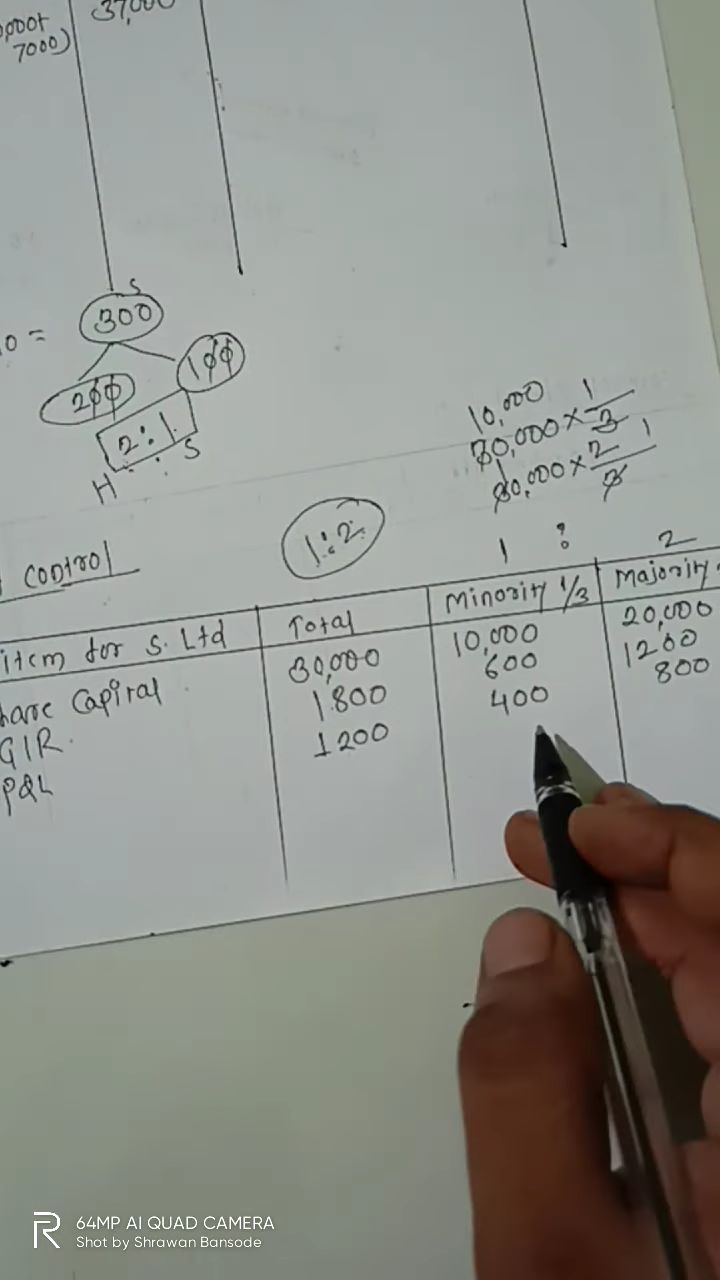 37,000
7000)
S
300
200
100
2:1
H : S
10,000
30,000 × 1/3
30,000 × 2/3 1
1:2
control
1 : 2
item for S. Ltd Total Minority 1/3 Majority
Share Capital 30,000 10,000 20,000
GIR. 1800 600 1200
P&L 1200 400 800
R 64MP AI QUAD CAMERA
Shot by Shrawan Bansode